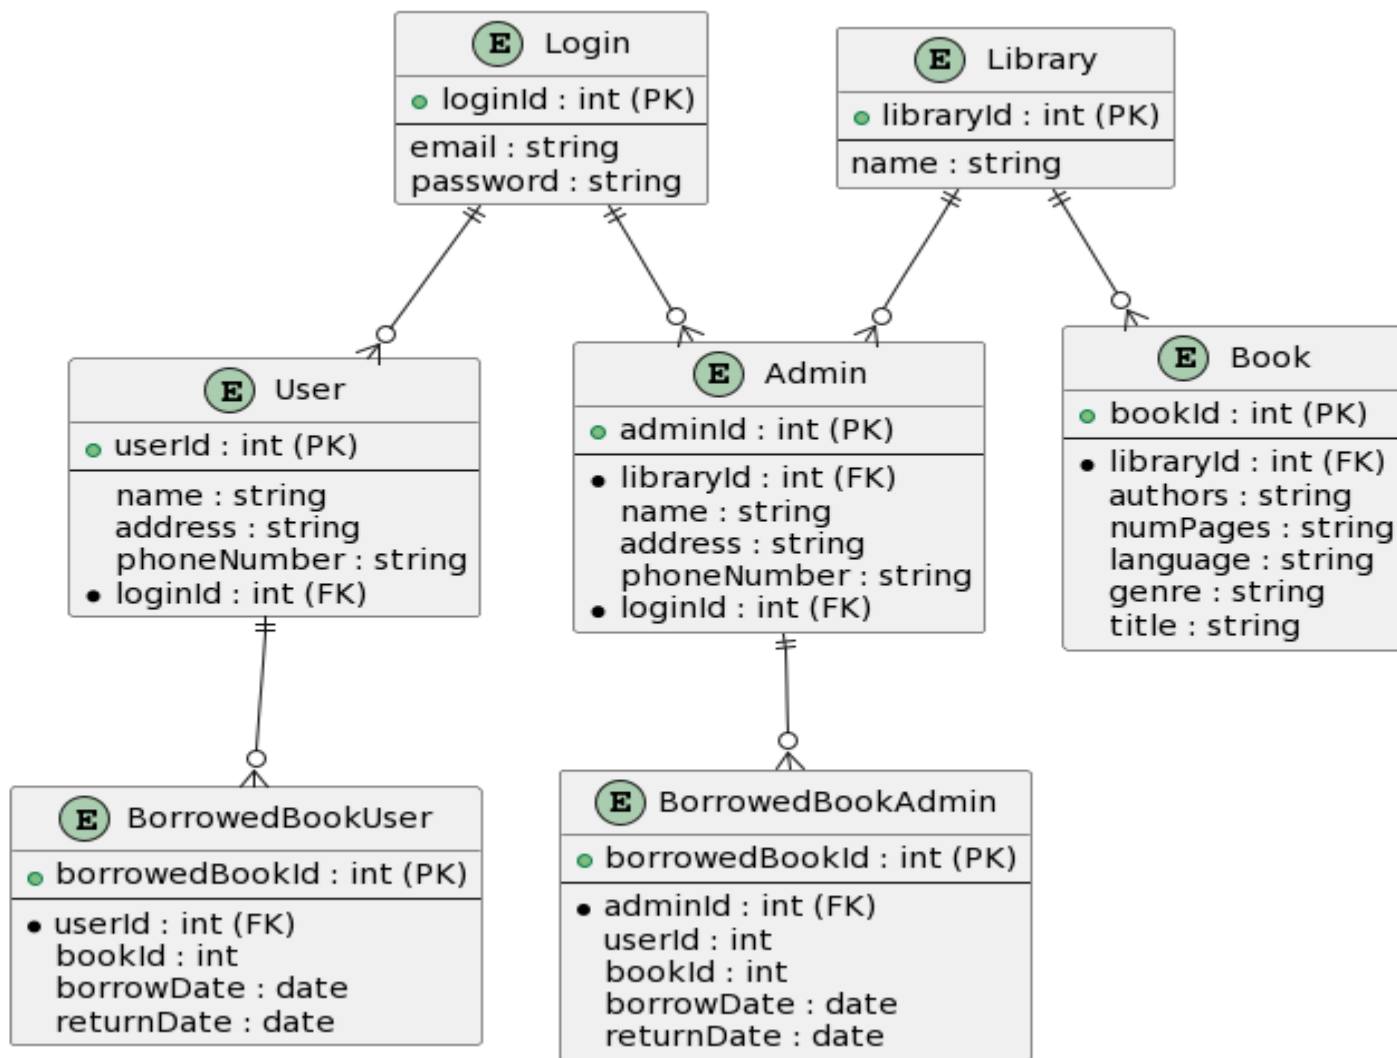 E Login
loginId : int (PK)
email : string
password : string
E Library
libraryId : int (PK)
name : string
E User
userId : int (PK)
name : string
address : string
phoneNumber : string
loginId : int (FK)
E Admin
adminId : int (PK)
libraryId : int (FK)
name : string
address : string
phoneNumber : string
loginId : int (FK)
E Book
bookId : int (PK)
libraryId : int (FK)
authors : string
numPages : string
language : string
genre : string
title : string
E BorrowedBookUser
borrowedBookId : int (PK)
userId : int (FK)
bookId : int
borrowDate : date
returnDate : date
E BorrowedBookAdmin
borrowedBookId : int (PK)
adminId : int (FK)
userId : int
bookId : int
borrowDate : date
returnDate : date